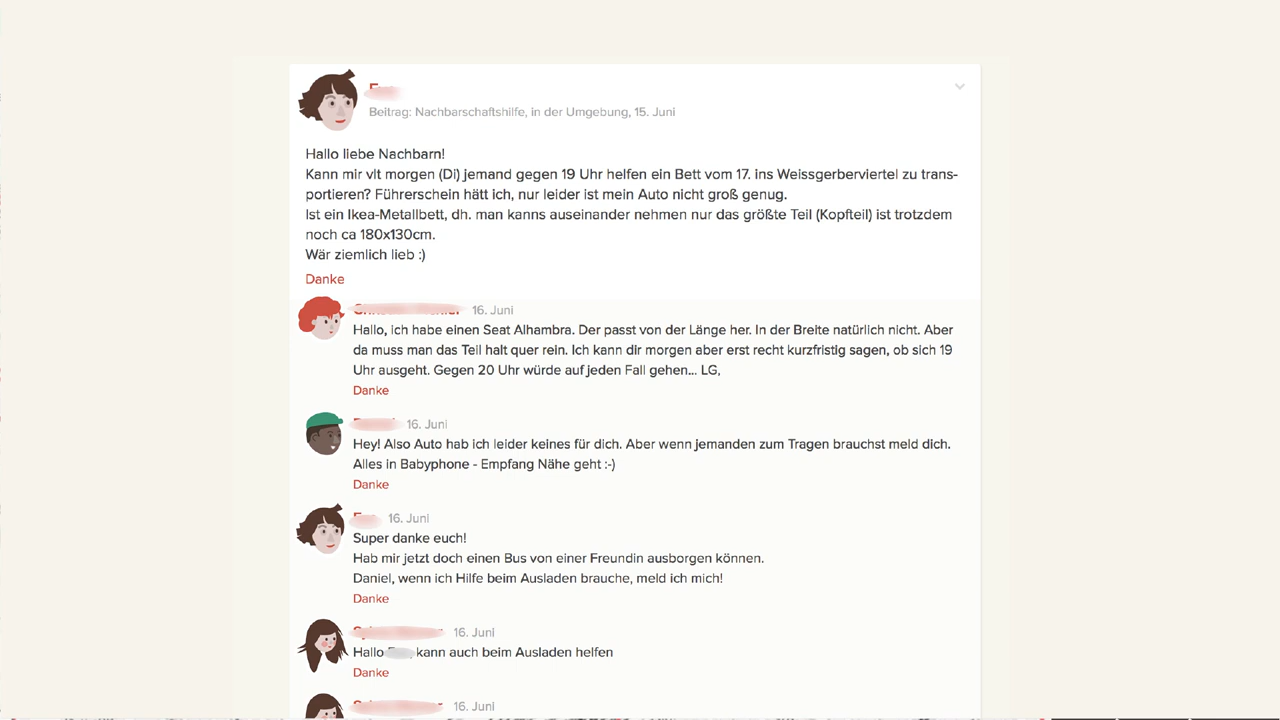 Beitrag: Nachbarschaftshilfe, in der Umgebung, 15. Juni
Hallo liebe Nachbarn!
Kann mir vlt morgen (Di) jemand gegen 19 Uhr helfen ein Bett vom 17. ins Weissgerberviertel zu trans-
portieren? Führerschein hätt ich, nur leider ist mein Auto nicht groß genug.
Ist ein Ikea-Metallbett, dh. man kanns auseinander nehmen nur das größte Teil (Kopfteil) ist trotzdem
noch ca 180x130cm.
Wär ziemlich lieb :)
Danke
16. Juni
Hallo, ich habe einen Seat Alhambra. Der passt von der Länge her. In der Breite natürlich nicht. Aber
da muss man das Teil halt quer rein. Ich kann dir morgen aber erst recht kurzfristig sagen, ob sich 19
Uhr ausgeht. Gegen 20 Uhr würde auf jeden Fall gehen... LG,
Danke
16. Juni
Hey! Also Auto hab ich leider keines für dich. Aber wenn jemanden zum Tragen brauchst meld dich.
Alles in Babyphone - Empfang Nähe geht :-)
Danke
16. Juni
Super danke euch!
Hab mir jetzt doch einen Bus von einer Freundin ausborgen können.
Daniel, wenn ich Hilfe beim Ausladen brauche, meld ich mich!
Danke
16. Juni
Hallo , kann auch beim Ausladen helfen
Danke
16. Juni